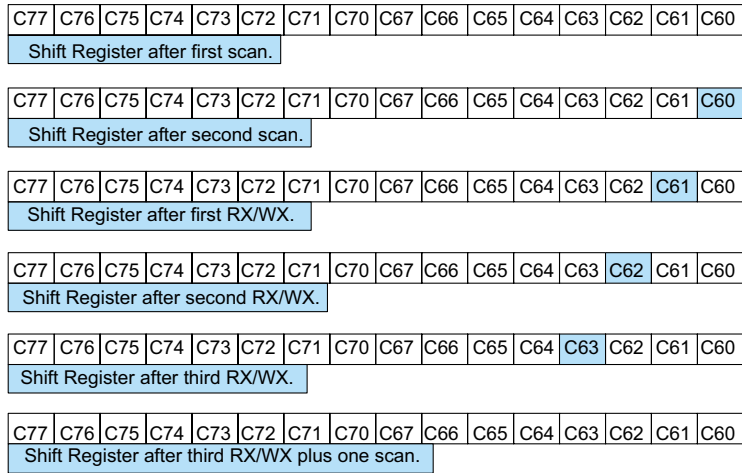 C77 C76 C75 C74 C73 C72 C71 C70 C67 C66 C65 C64 C63 C62 C61 C60
Shift Register after first scan.
C77 C76 C75 C74 C73 C72 C71 C70 C67 C66 C65 C64 C63 C62 C61 C60
Shift Register after second scan.
C77 C76 C75 C74 C73 C72 C71 C70 C67 C66 C65 C64 C63 C62 C61 C60
Shift Register after first RX/WX.
C77 C76 C75 C74 C73 C72 C71 C70 C67 C66 C65 C64 C63 C62 C61 C60
Shift Register after second RX/WX.
C77 C76 C75 C74 C73 C72 C71 C70 C67 C66 C65 C64 C63 C62 C61 C60
Shift Register after third RX/WX.
C77 C76 C75 C74 C73 C72 C71 C70 C67 C66 C65 C64 C63 C62 C61 C60
Shift Register after third RX/WX plus one scan.